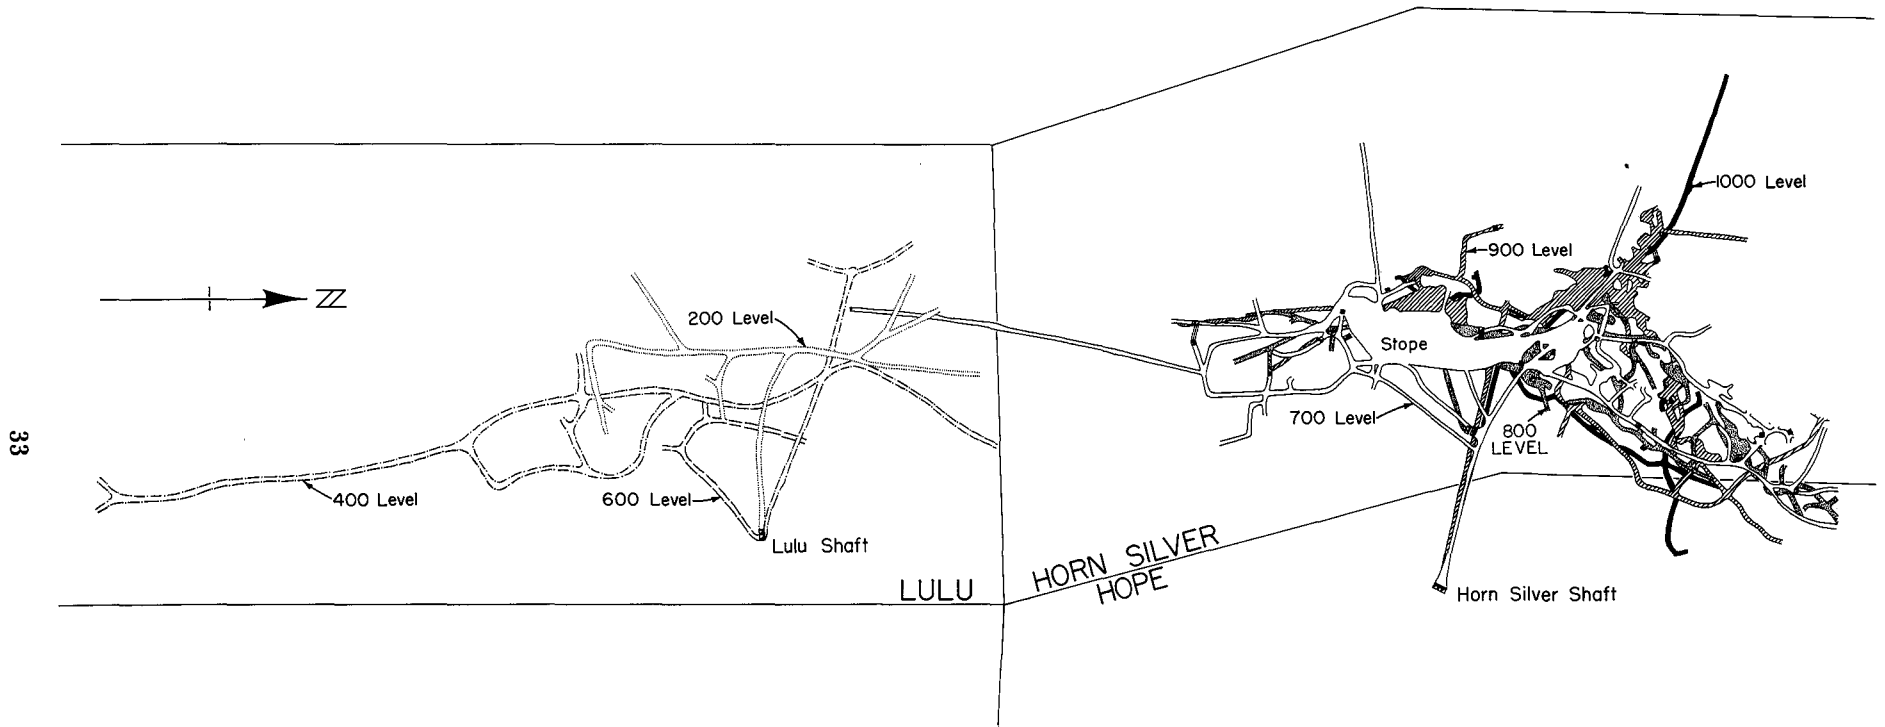 1000 Level
900 Level
200 Level
Stope
700 Level
800
LEVEL
33
400 Level
600 Level
Lulu Shaft
LULU
HORN SILVER
HOPE
Horn Silver Shaft
N